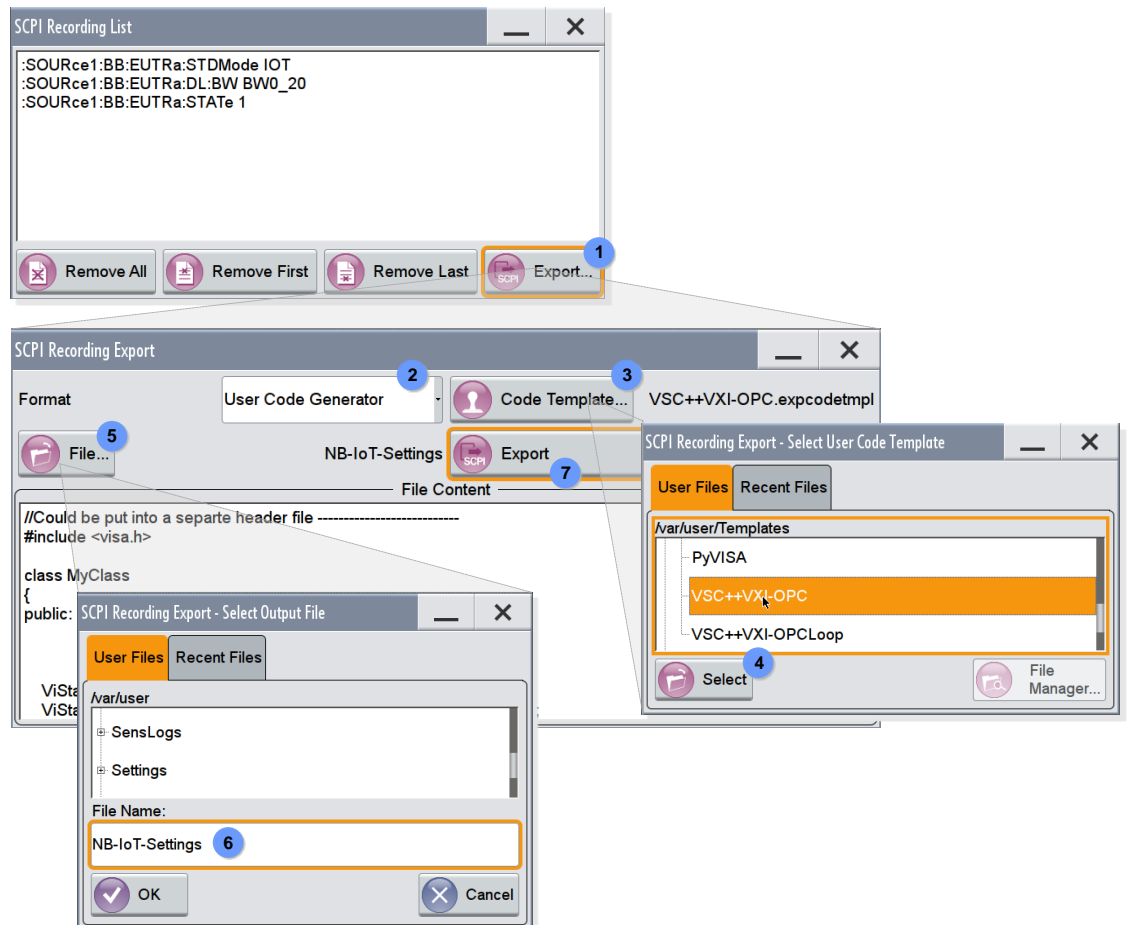 SCPI Recording List
:SOURce1:BB:EUTRa:STDMode IOT
:SOURce1:BB:EUTRa:DL:BW BW0_20
:SOURce1:BB:EUTRa:STATe 1
Remove All
Remove First
Remove Last
SCPI
Export...
1
SCPI Recording Export
Format
User Code Generator
2
Code Template...
3
VSC++VXI-OPC.expcodetmpl
File...
5
NB-IoT-Settings
SCPI
Export
7
File Content
//Could be put into a separte header file ---------------------------
#include <visa.h>
class MyClass
{
public:
ViSta
ViSta
SCPI Recording Export - Select User Code Template
User Files
Recent Files
/var/user/Templates
PyVISA
VSC++VXI-OPC
VSC++VXI-OPCLoop
Select
4
File
Manager...
SCPI Recording Export - Select Output File
User Files
Recent Files
/var/user
SensLogs
Settings
File Name:
NB-IoT-Settings
6
OK
Cancel